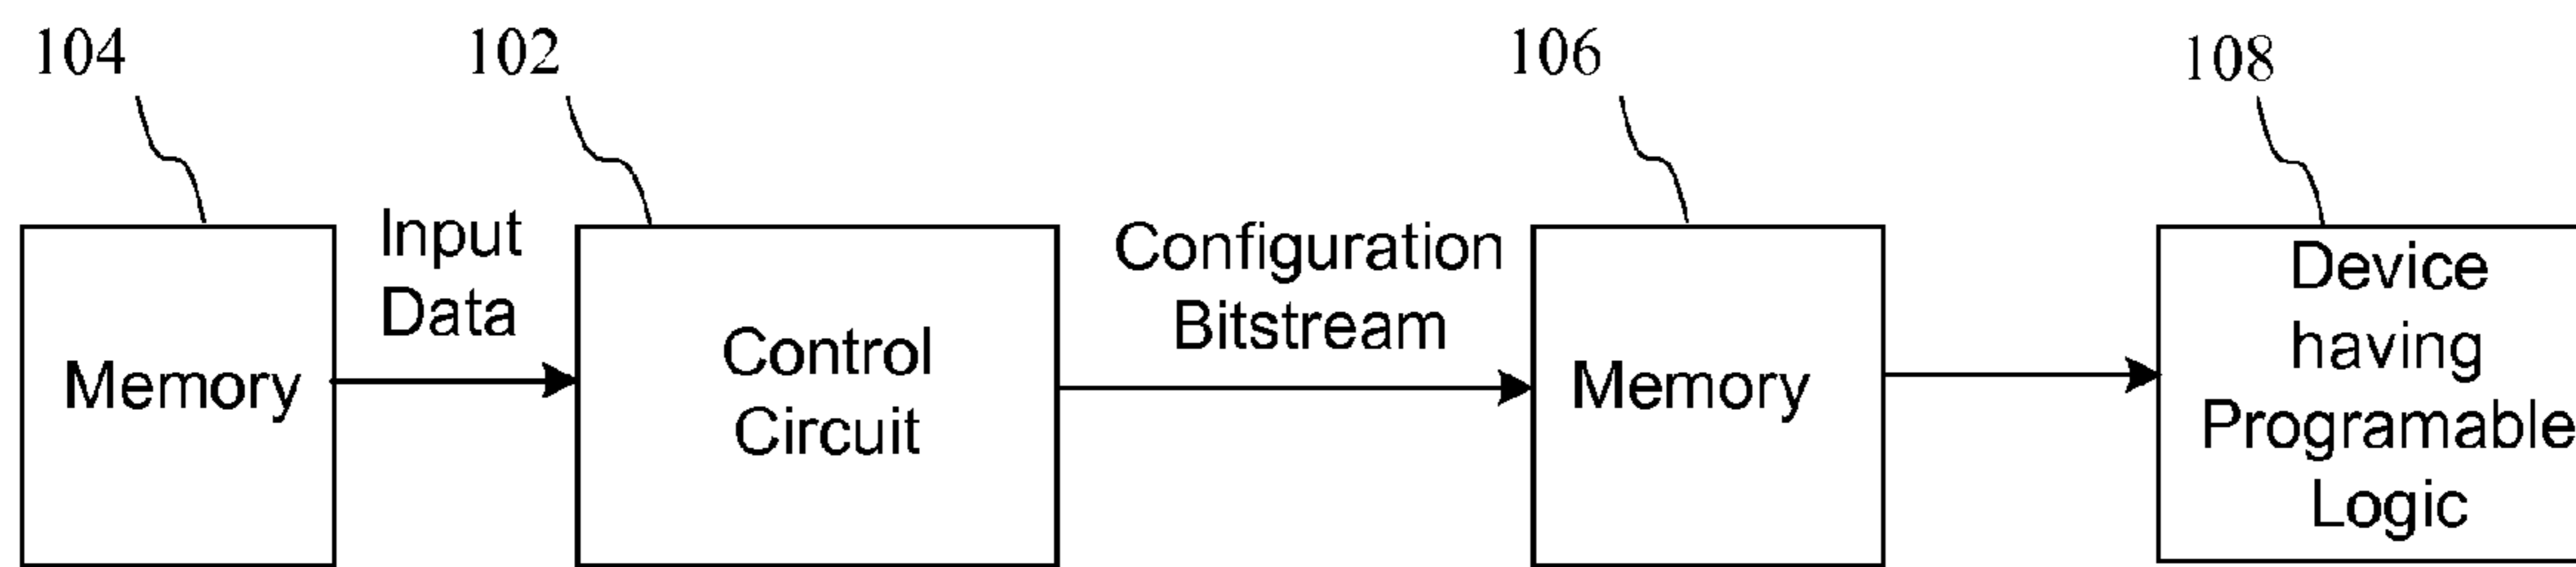 104
102
106
108
Input
Data
Configuration
Bitstream
Memory
Control
Circuit
Memory
Device
having
Programable
Logic